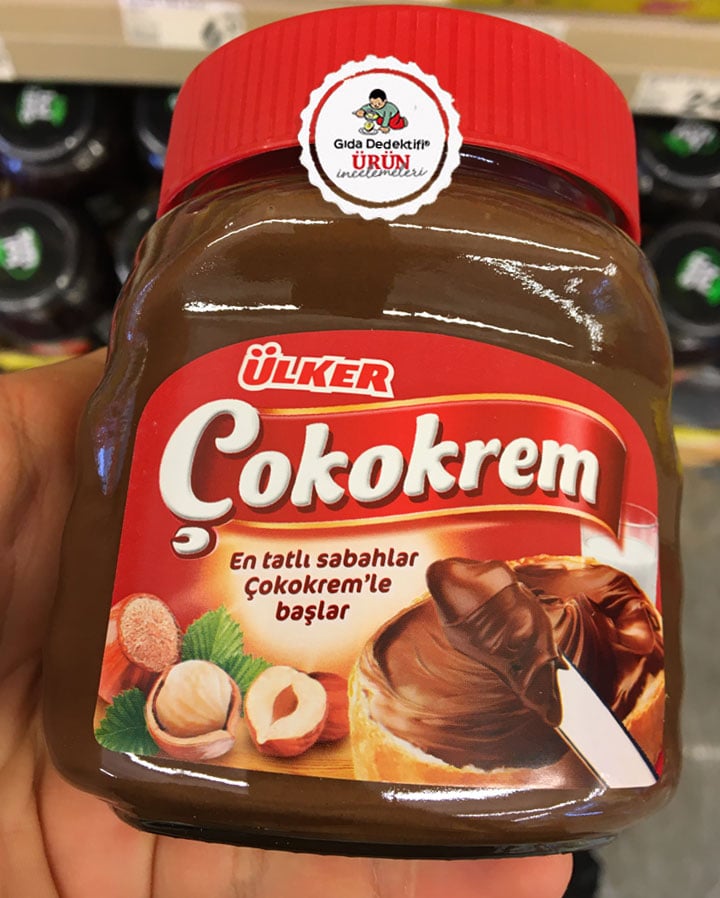 Gıda Dedektifi®
ÜRÜN
incelemeleri
ÜLKER
Çokokrem
En tatlı sabahlar
Çokokrem'le
başlar